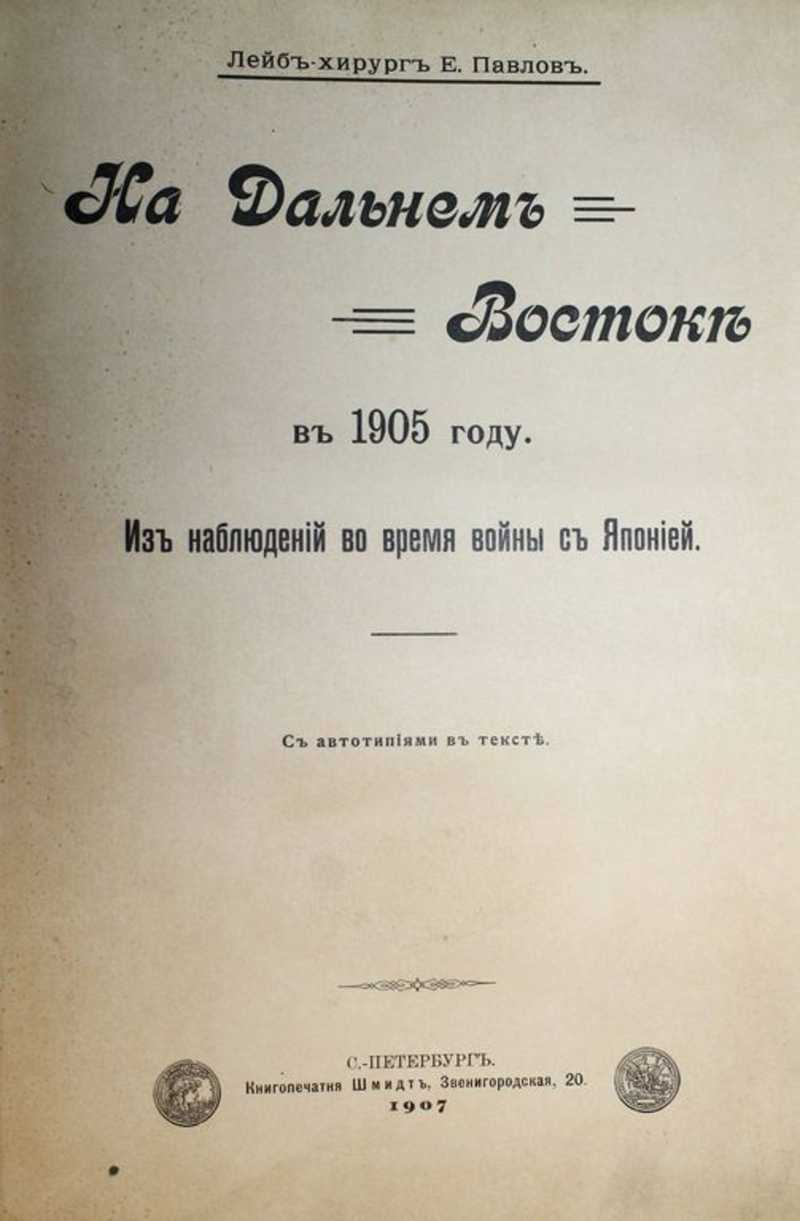 Лейбъ-хирургъ Е. Павловъ.
На Дальнемъ
Востокѣ
въ 1905 году.
Изъ наблюденій во время войны съ Японіей.
Съ автотипіями въ текстѣ.
С.-ПЕТЕРБУРГЪ.
Книгопечатня Шмидтъ, Звенигородская, 20.
1907